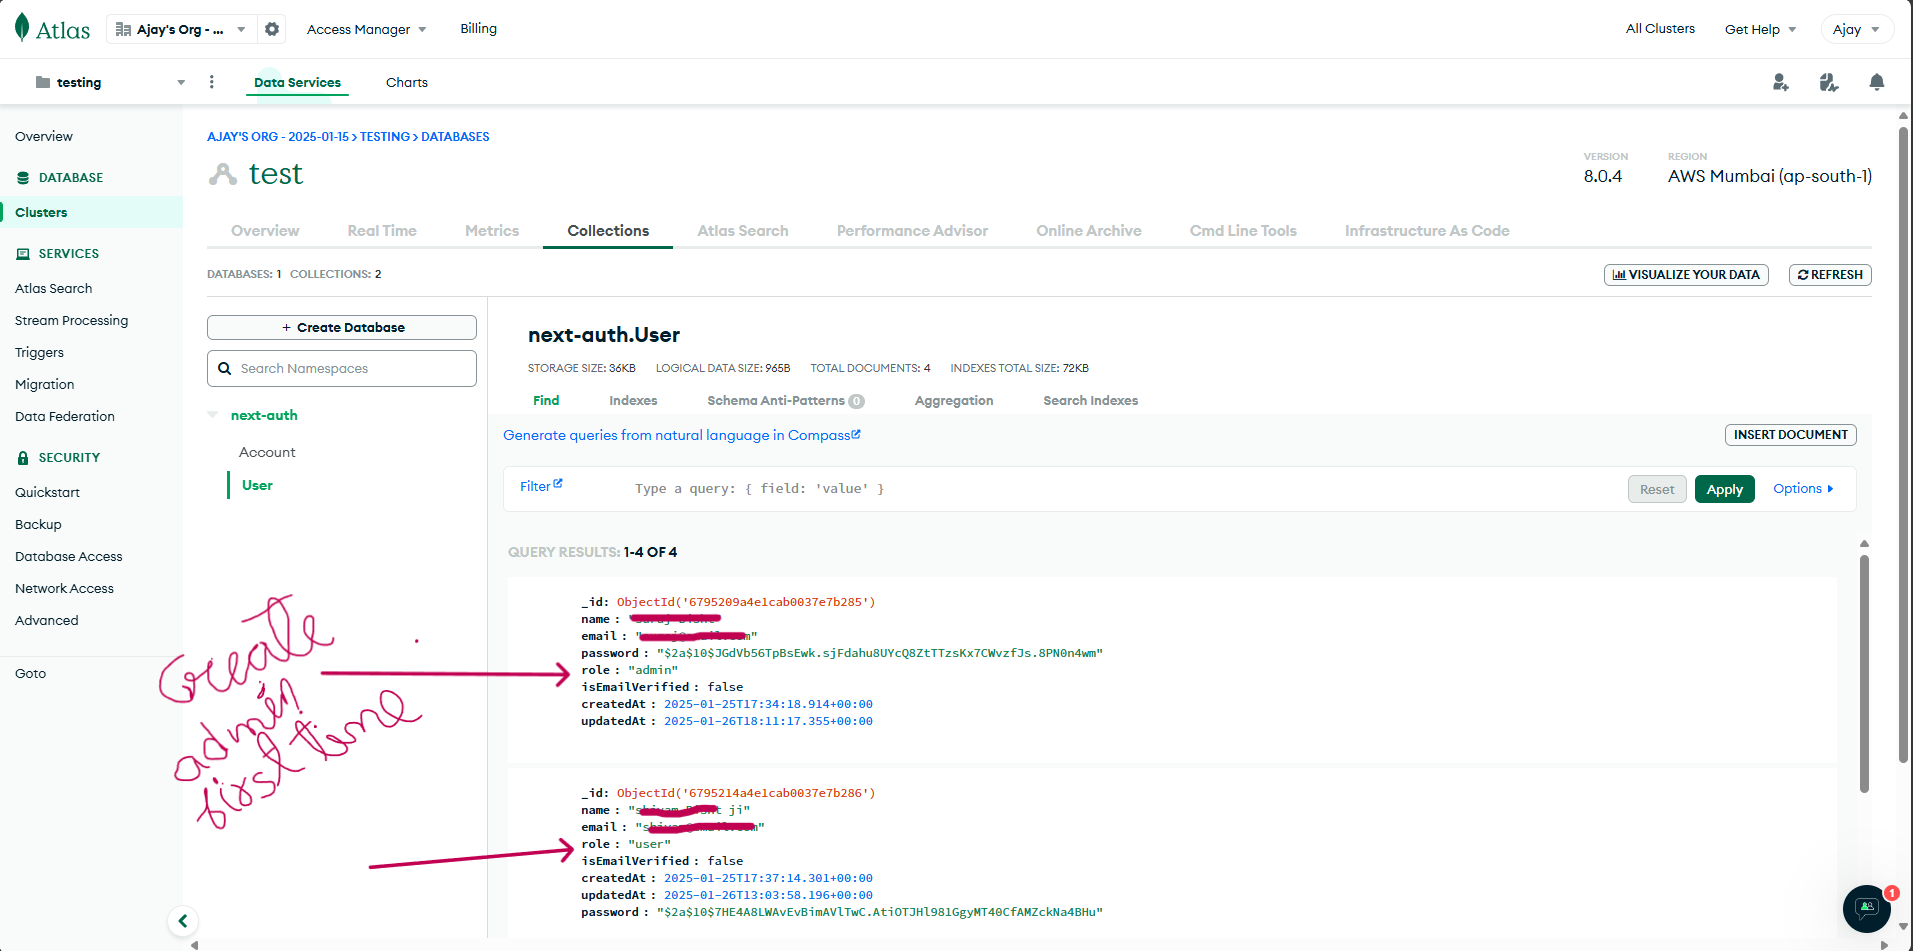 Atlas
Ajay's Org - ...
Access Manager
Billing
All Clusters
Get Help
Ajay
testing
Data Services
Charts
Overview
DATABASE
Clusters
SERVICES
Atlas Search
Stream Processing
Triggers
Migration
Data Federation
SECURITY
Quickstart
Backup
Database Access
Network Access
Advanced
Goto
AJAY'S ORG - 2025-01-15 > TESTING > DATABASES
test
VERSION
8.0.4
REGION
AWS Mumbai (ap-south-1)
Overview
Real Time
Metrics
Collections
Atlas Search
Performance Advisor
Online Archive
Cmd Line Tools
Infrastructure As Code
DATABASES: 1 COLLECTIONS: 2
VISUALIZE YOUR DATA
REFRESH
+ Create Database
Search Namespaces
next-auth
Account
User
next-auth.User
STORAGE SIZE: 36KB LOGICAL DATA SIZE: 965B TOTAL DOCUMENTS: 4 INDEXES TOTAL SIZE: 72KB
Find
Indexes
Schema Anti-Patterns 0
Aggregation
Search Indexes
Generate queries from natural language in Compass
INSERT DOCUMENT
Filter
Type a query: { field: 'value' }
Reset
Apply
Options
QUERY RESULTS: 1-4 OF 4
_id: ObjectId('6795209a4e1cab0037e7b285')
name :
email :
password : "$2a$10$JGdVb56TpBsEwk.sjFdahu8UYcQ8ZtTTzsKx7CWvzfJs.8PN0n4wm"
role : "admin"
isEmailVerified : false
createdAt : 2025-01-25T17:34:18.914+00:00
updatedAt : 2025-01-26T18:11:17.355+00:00
_id: ObjectId('6795214a4e1cab0037e7b286')
name : ji"
email :
role : "user"
isEmailVerified : false
createdAt : 2025-01-25T17:37:14.301+00:00
updatedAt : 2025-01-26T13:03:58.196+00:00
password : "$2a$10$7HE4A8LWAvEvBimAVlTwC.AtiOTJHl981GgyMT40CfAMZckNa4BHu"
Create
admin
first time
1